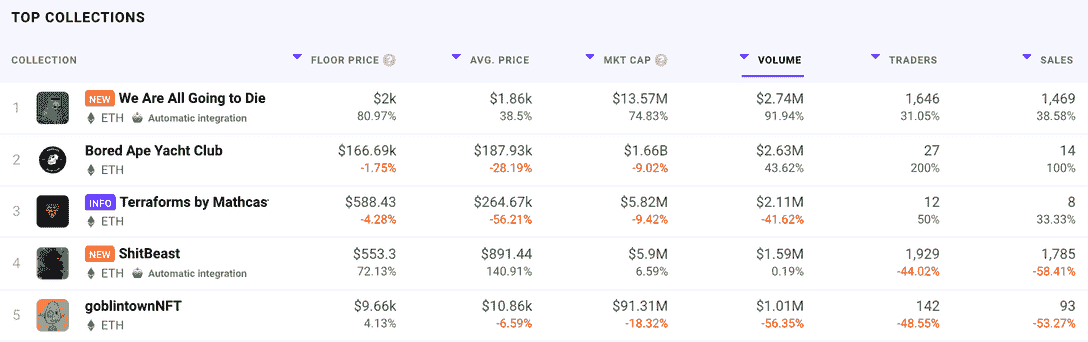 TOP COLLECTIONS
COLLECTION FLOOR PRICE ? AVG. PRICE MKT CAP ? VOLUME TRADERS SALES
1 NEW We Are All Going to Die $2k $1.86k $13.57M $2.74M 1,646 1,469
ETH Automatic integration 80.97% 38.5% 74.83% 91.94% 31.05% 38.58%
2 Bored Ape Yacht Club $166.69k $187.93k $1.66B $2.63M 27 14
ETH -1.75% -28.19% -9.02% 43.62% 200% 100%
3 INFO Terraforms by Mathcas $588.43 $264.67k $5.82M $2.11M 12 8
ETH -4.28% -56.21% -9.42% -41.62% 50% 33.33%
4 NEW ShitBeast $553.3 $891.44 $5.9M $1.59M 1,929 1,785
ETH Automatic integration 72.13% 140.91% 6.59% 0.19% -44.02% -58.41%
5 goblintownNFT $9.66k $10.86k $91.31M $1.01M 142 93
ETH 4.13% -6.59% -18.32% -56.35% -48.55% -53.27%